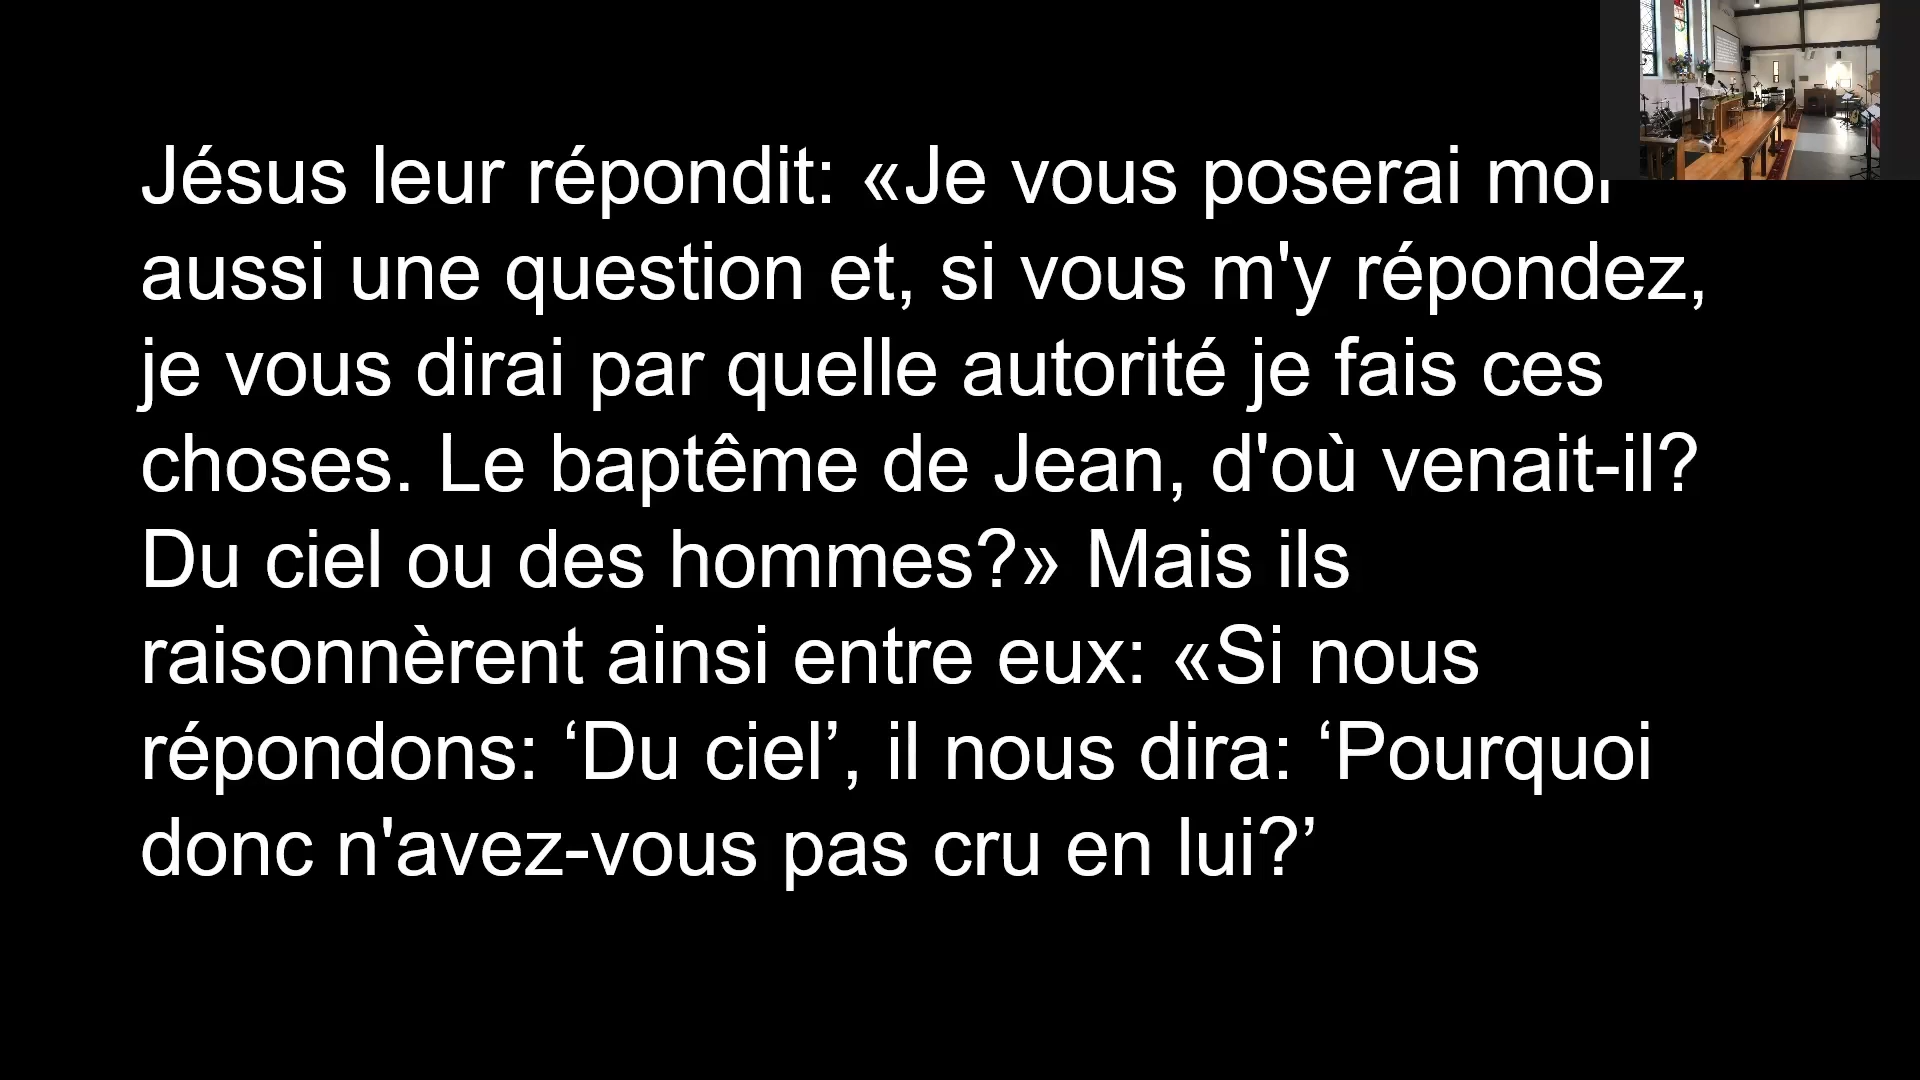 Jésus leur répondit: «Je vous poserai moi
aussi une question et, si vous m'y répondez,
je vous dirai par quelle autorité je fais ces
choses. Le baptême de Jean, d'où venait-il?
Du ciel ou des hommes?» Mais ils
raisonnèrent ainsi entre eux: «Si nous
répondons: ‘Du ciel’, il nous dira: ‘Pourquoi
donc n'avez-vous pas cru en lui?’